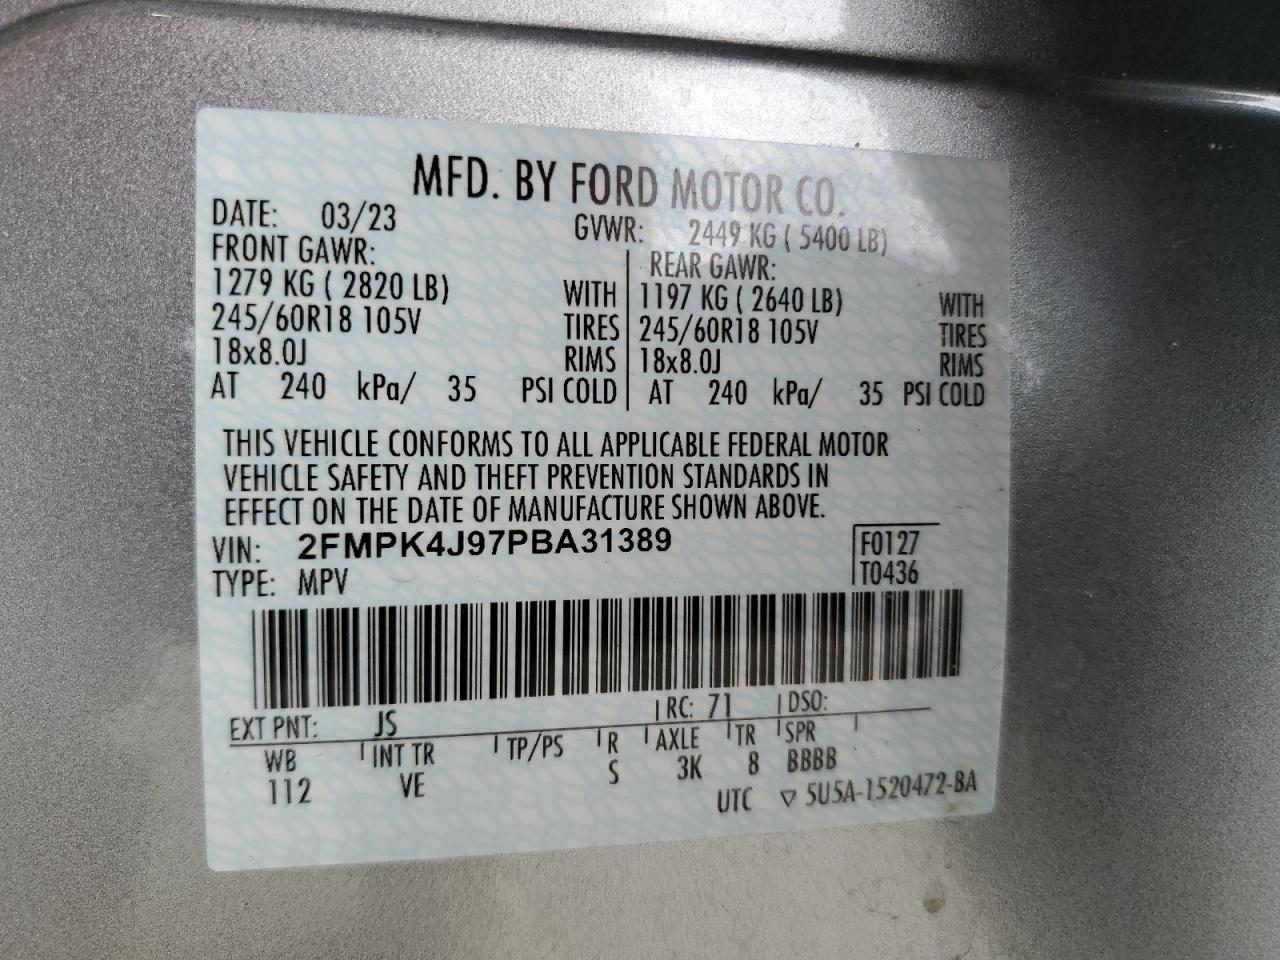 MFD. BY FORD MOTOR CO.
DATE: 03/23 GVWR: 2449 KG ( 5400 LB)
FRONT GAWR: REAR GAWR:
1279 KG ( 2820 LB) WITH 1197 KG ( 2640 LB) WITH
245/60R18 105V TIRES 245/60R18 105V TIRES
18x8.0J RIMS 18x8.0J RIMS
AT 240 kPa/ 35 PSI COLD AT 240 kPa/ 35 PSI COLD
THIS VEHICLE CONFORMS TO ALL APPLICABLE FEDERAL MOTOR
VEHICLE SAFETY AND THEFT PREVENTION STANDARDS IN
EFFECT ON THE DATE OF MANUFACTURE SHOWN ABOVE.
VIN: 2FMPK4J97PBA31389 F0127
TYPE: MPV T0436
EXT PNT: JS RC: 71 DSO:
WB INT TR TP/PS R AXLE TR SPR
112 VE S 3K 8 BBBB
UTC ▽ 5U5A-1520472-BA